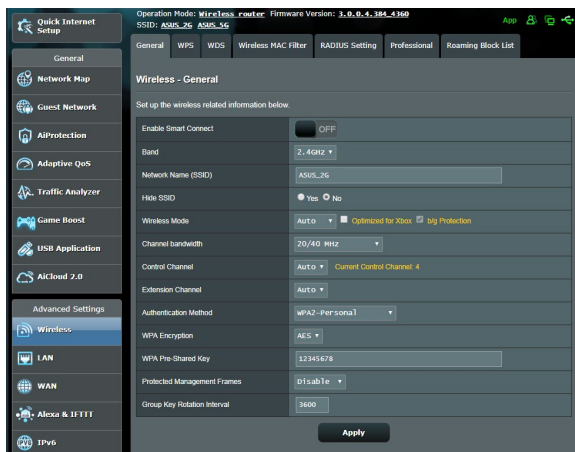 Quick Internet Setup
Operation Mode: Wireless router Firmware Version: 3.0.0.4.384_4360
SSID: ASUS_2G ASUS_5G
App
General WPS WDS Wireless MAC Filter RADIUS Setting Professional Roaming Block List
General
Network Map
Guest Network
AiProtection
Adaptive QoS
Traffic Analyzer
Game Boost
USB Application
AiCloud 2.0
Advanced Settings
Wireless
LAN
WAN
Alexa & IFTTT
IPv6
Wireless - General
Set up the wireless related information below.
Enable Smart Connect OFF
Band 2.4GHz
Network Name (SSID) ASUS_2G
Hide SSID Yes No
Wireless Mode Auto Optimized for Xbox b/g Protection
Channel bandwidth 20/40 MHz
Control Channel Auto Current Control Channel: 4
Extension Channel Auto
Authentication Method WPA2-Personal
WPA Encryption AES
WPA Pre-Shared Key 12345678
Protected Management Frames Disable
Group Key Rotation Interval 3600
Apply